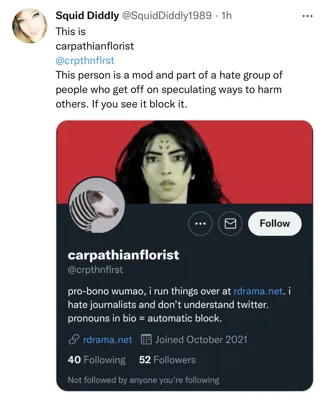 Squid Diddly @SquidDiddly1989 · 1h
This is
carpathianflorist
@crpthnflrst
This person is a mod and part of a hate group of
people who get off on speculating ways to harm
others. If you see it block it.
Follow
carpathianflorist
@crpthnflrst
pro-bono wumao, i run things over at rdrama.net. i
hate journalists and don't understand twitter.
pronouns in bio = automatic block.
rdrama.net Joined October 2021
40 Following 52 Followers
Not followed by anyone you're following